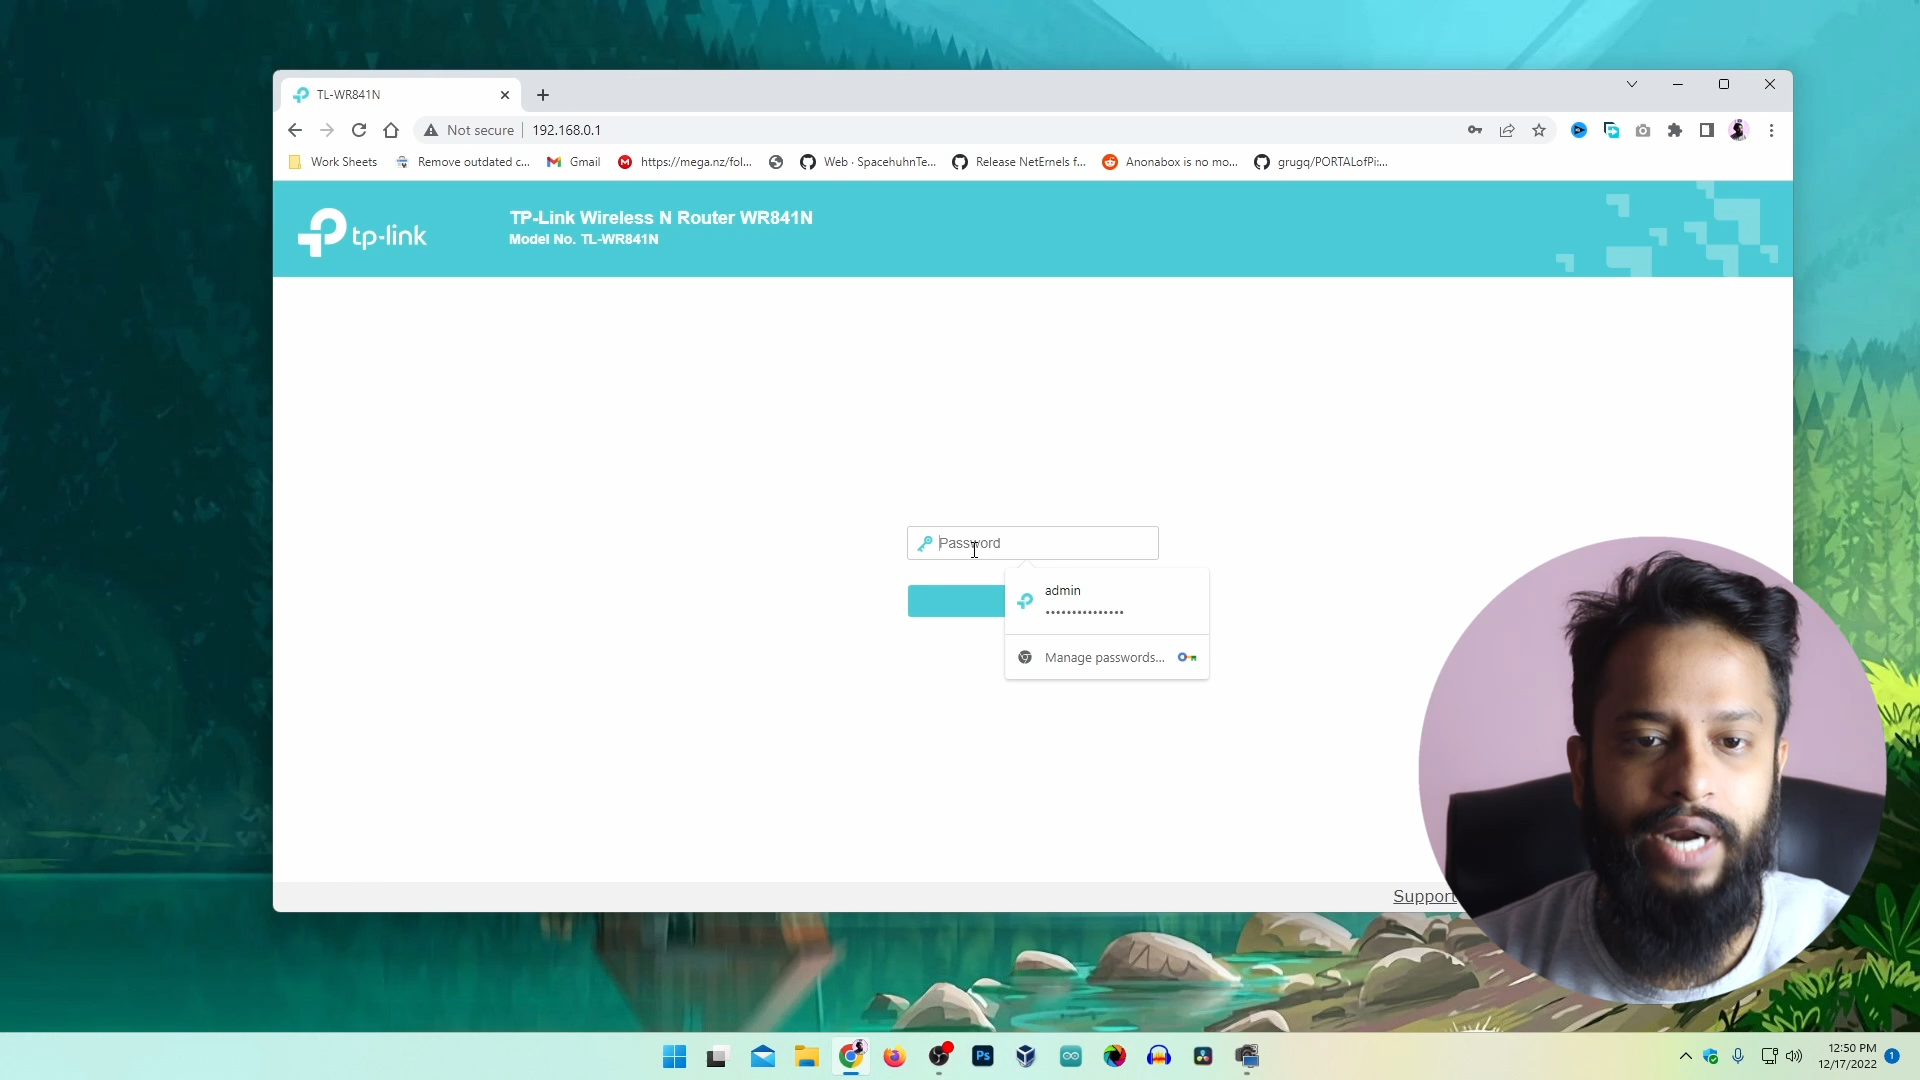 TL-WR841N
Not secure
192.168.0.1
Work Sheets
Remove outdated c...
Gmail
https://mega.nz/fol...
Web · SpacehuhnTe...
Release NetErnels f...
Anonabox is no mo...
grugq/PORTALofPi:...
tp-link
TP-Link Wireless N Router WR841N
Model No. TL-WR841N
Password
admin
•••••••••••••••
Manage passwords...
Support
Ps
12:50 PM
12/17/2022
1